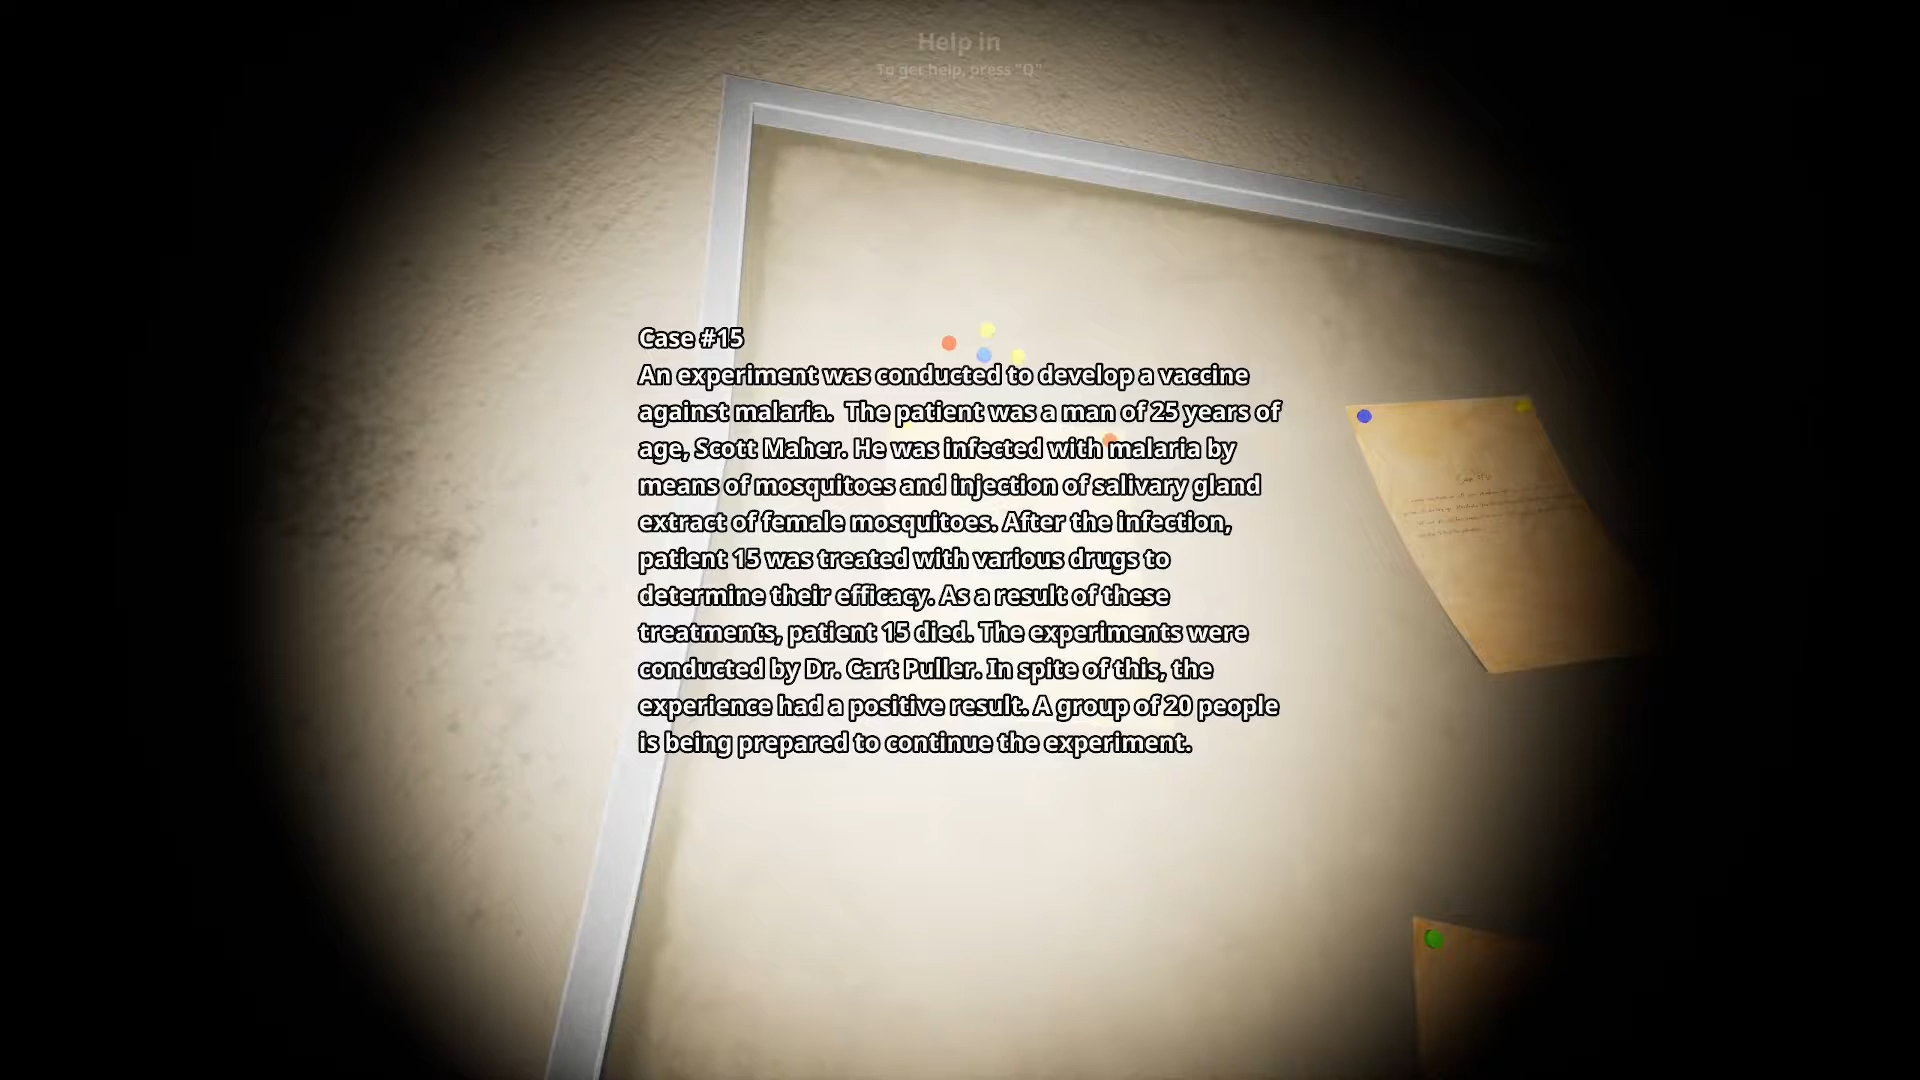 Help in
To get help, press "Q"
Case #15
An experiment was conducted to develop a vaccine
against malaria.  The patient was a man of 25 years of
age, Scott Maher. He was infected with malaria by
means of mosquitoes and injection of salivary gland
extract of female mosquitoes. After the infection,
patient 15 was treated with various drugs to
determine their efficacy. As a result of these
treatments, patient 15 died. The experiments were
conducted by Dr. Cart Puller. In spite of this, the
experience had a positive result. A group of 20 people
is being prepared to continue the experiment.